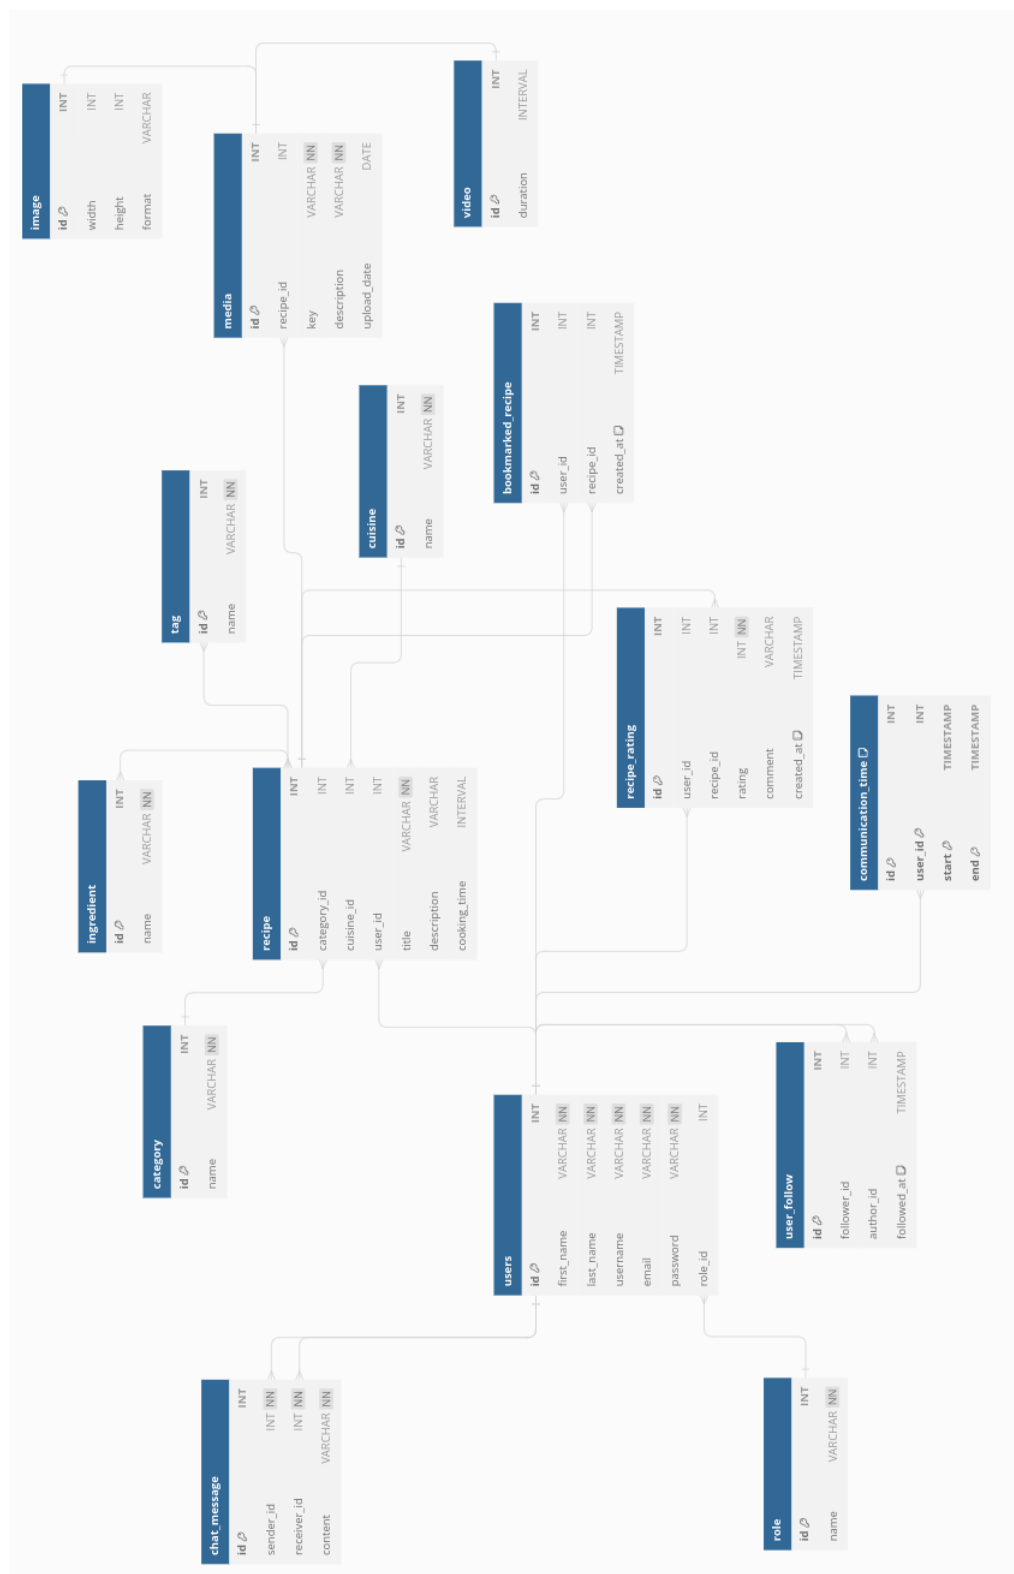 image
id INT
width INT
height INT
format VARCHAR
media
id INT
recipe_id INT
key VARCHAR NN
description VARCHAR NN
upload_date DATE
video
id INT
duration INTERVAL
tag
id INT
name VARCHAR NN
cuisine
id INT
name VARCHAR NN
bookmarked_recipe
id INT
user_id INT
recipe_id INT
created_at TIMESTAMP
ingredient
id INT
name VARCHAR NN
recipe
id INT
category_id INT
cuisine_id INT
user_id INT
title VARCHAR NN
description VARCHAR
cooking_time INTERVAL
recipe_rating
id INT
user_id INT
recipe_id INT
rating INT NN
comment VARCHAR
created_at TIMESTAMP
communication_time
id INT
user_id INT
start TIMESTAMP
end TIMESTAMP
category
id INT
name VARCHAR NN
users
id INT
first_name VARCHAR NN
last_name VARCHAR NN
username VARCHAR NN
email VARCHAR NN
password VARCHAR NN
role_id INT
user_follow
id INT
follower_id INT
author_id INT
followed_at TIMESTAMP
chat_message
id INT
sender_id INT NN
receiver_id INT NN
content VARCHAR NN
role
id INT
name VARCHAR NN